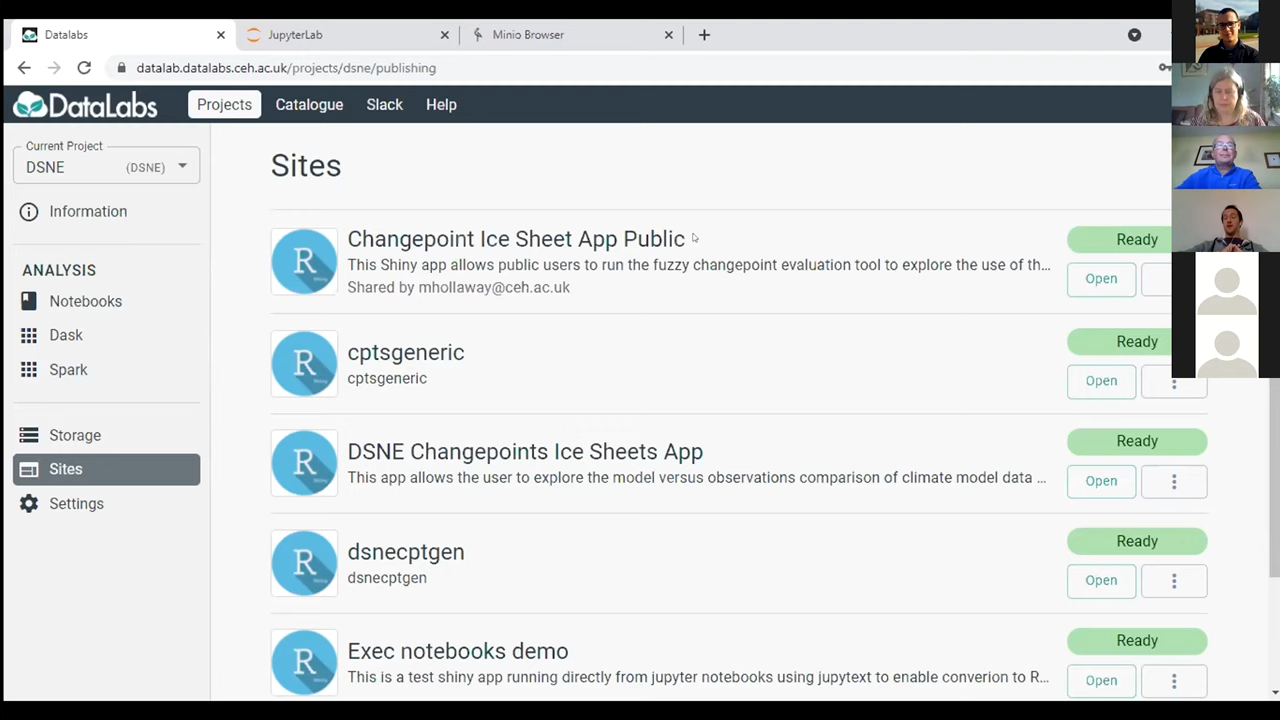 Datalabs
JupyterLab
Minio Browser
datalab.datalabs.ceh.ac.uk/projects/dsne/publishing
DataLabs
Projects
Catalogue
Slack
Help
Current Project
DSNE (DSNE)
Information
ANALYSIS
Notebooks
Dask
Spark
Storage
Sites
Settings
Sites
R
Changepoint Ice Sheet App Public
This Shiny app allows public users to run the fuzzy changepoint evaluation tool to explore the use of th...
Shared by mhollaway@ceh.ac.uk
Ready
Open
R
cptsgeneric
cptsgeneric
Ready
Open
R
DSNE Changepoints Ice Sheets App
This app allows the user to explore the model versus observations comparison of climate model data ...
Ready
Open
R
dsnecptgen
dsnecptgen
Ready
Open
R
Exec notebooks demo
This is a test shiny app running directly from jupyter notebooks using jupytext to enable converion to R...
Ready
Open